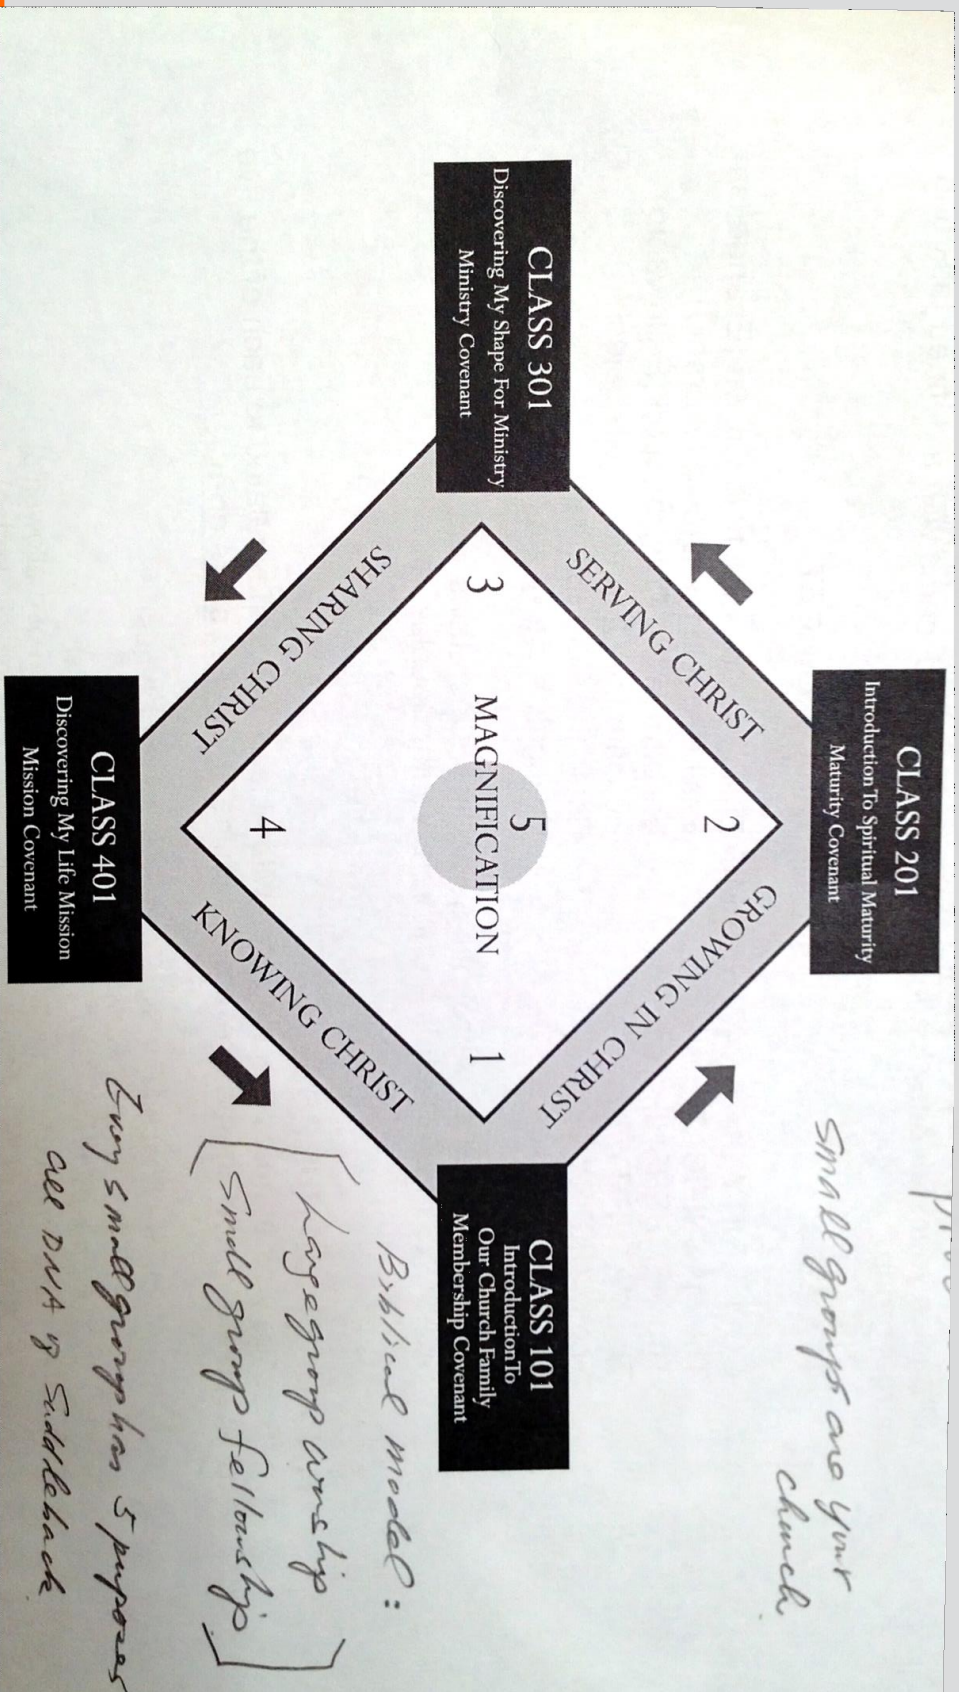 CLASS 201
Introduction To Spiritual Maturity
Maturity Covenant
small groups are your
church
2
SERVING CHRIST
GROWING IN CHRIST
CLASS 301
Discovering My Shape For Ministry
Ministry Covenant
3
5
MAGNIFICATION
1
CLASS 101
Introduction To
Our Church Family
Membership Covenant
SHARING CHRIST
KNOWING CHRIST
4
Biblical model :
Large group worship
Small group fellowship
CLASS 401
Discovering My Life Mission
Mission Covenant
Every small group has 5 purposes
all DNA of Saddleback